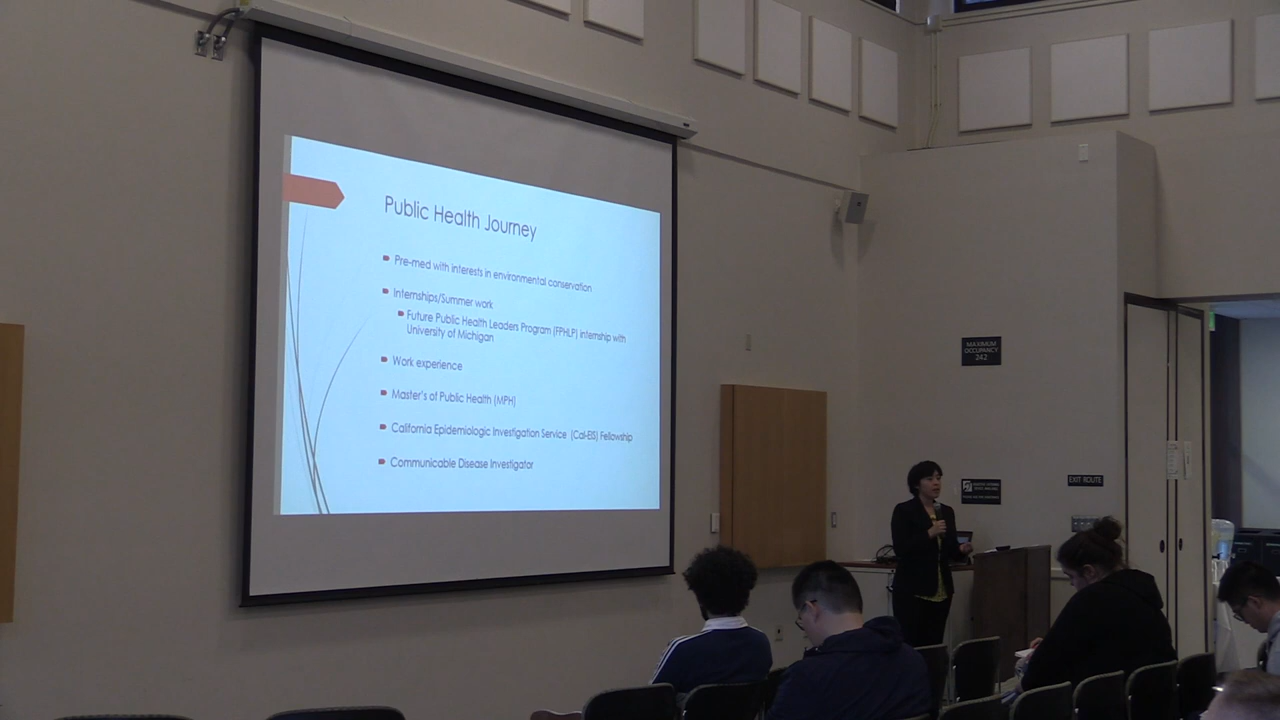 Public Health Journey
Pre-med with interests in environmental conservation
Internships/Summer work
Future Public Health Leaders Program (FPHLP) internship with
University of Michigan
Work experience
Master's of Public Health (MPH)
California Epidemiologic Investigation Service (Cal-EIS) Fellowship
Communicable Disease Investigator
MAXIMUM
OCCUPANCY
242
EXIT ROUTE